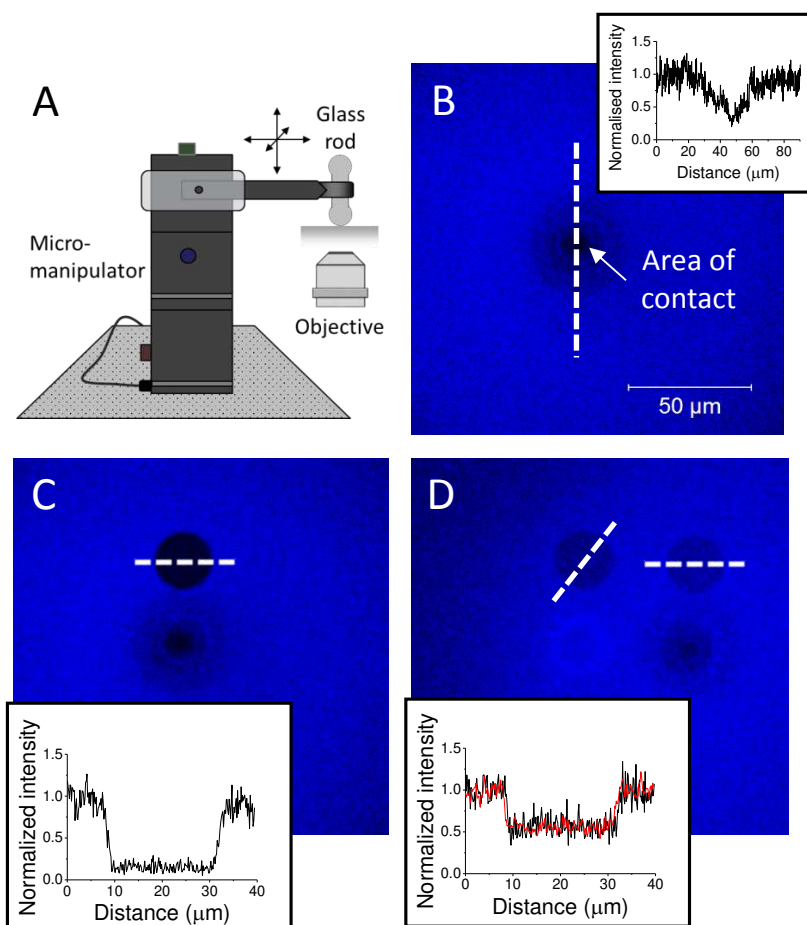 A
Glass
rod
Micro-
manipulator
Objective
B
Normalised intensity
1.5
1.0
0.5
0.0
0 20 40 60 80
Distance (μm)
Area of
contact
50 μm
C
Normalized intensity
1.5
1.0
0.5
0.0
0 10 20 30 40
Distance (μm)
D
Normalized intensity
1.5
1.0
0.5
0.0
0 10 20 30 40
Distance (μm)